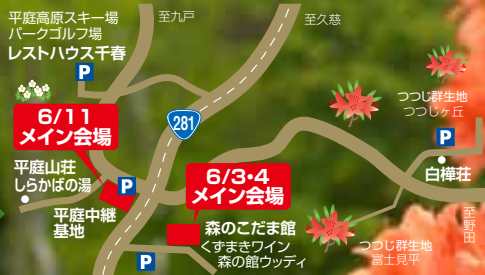 平庭高原スキー場
パークゴルフ場
レストハウス千春
至九戸
至久慈
P
281
つつじ群生地
つつじヶ丘
P
白樺荘
至野田
6/11
メイン会場
平庭山荘
しらかばの湯
P
平庭中継
基地
6/3・4
メイン会場
森のこだま館
くずまきワイン
森の館ウッディ
P
つつじ群生地
富士見平